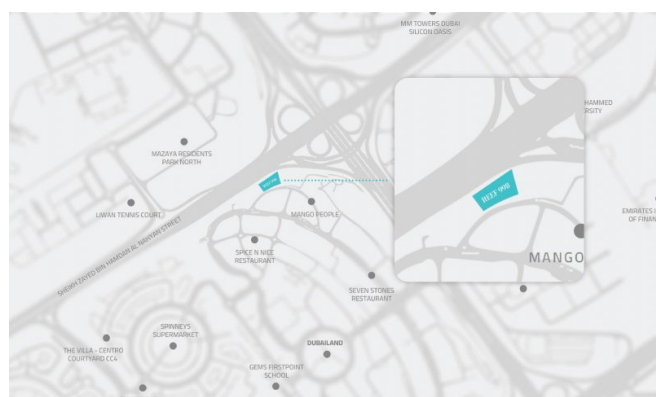 MM TOWERS DUBAI
SILICON OASIS
HAMMED
RSITY
MAZAYA RESIDENTS
PARK NORTH
REEF 998
LIWAN TENNIS COURT
MANGO PEOPLE
EMIRATES
OF FINAN
SHEIKH ZAYED BIN HAMDAN AL NAHYAN STREET
SPICE N NICE
RESTAURANT
MANGO
SEVEN STONES
RESTAURANT
SPINNEYS
SUPERMARKET
THE VILLA - CENTRO
COURTYARD CC4
DUBAILAND
GEMS FIRSTPOINT
SCHOOL